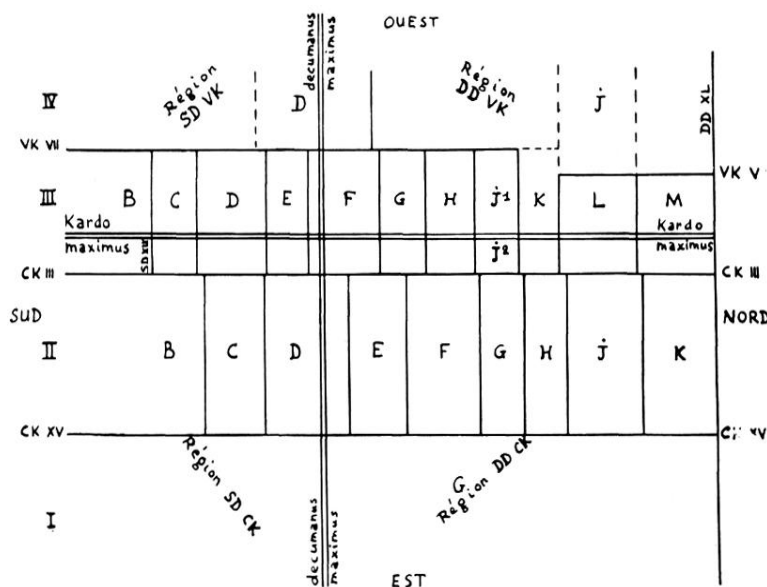 OUEST
decumanus maximus
IV
Région SD VK
D
Région DD VK
J
DD XL
VK VII
VK V
III
B C D E F G H J1 K L M
Kardo maximus
Kardo maximus
J2
CK III
CK III
SUD
NORD
II
B C D E F G H J K
CK XV
I
Région SD CK
G
Région DD CK
decumanus maximus
EST